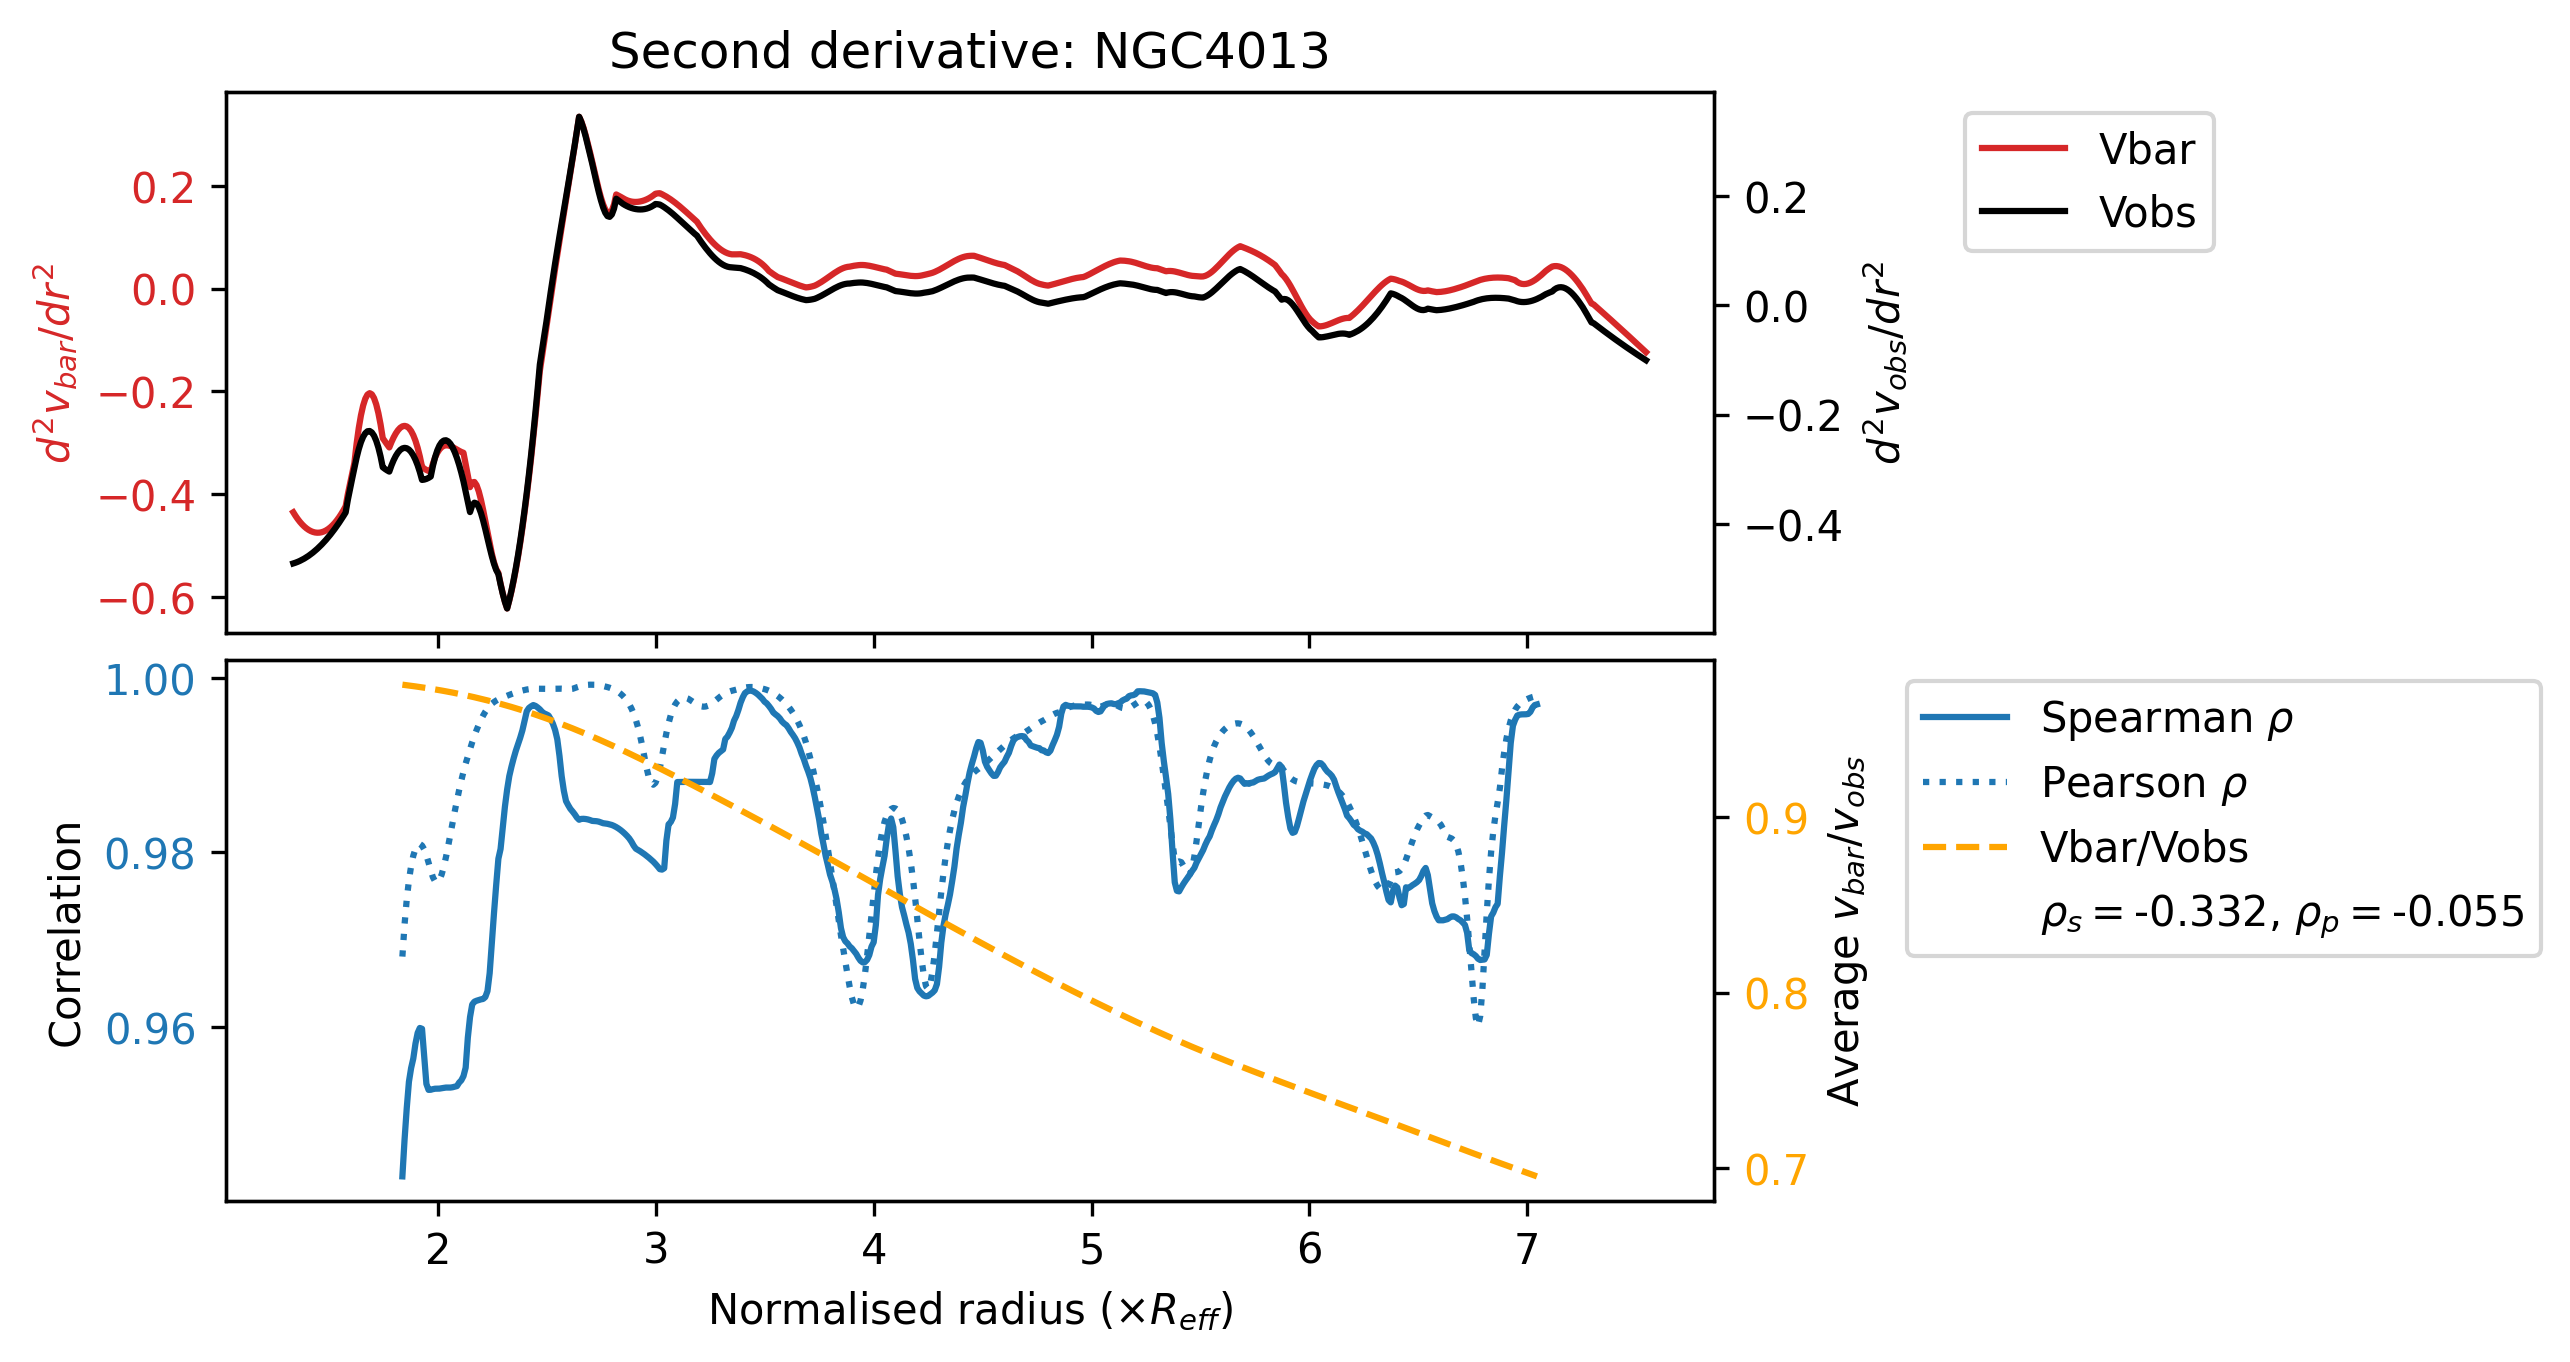 Second derivative: NGC4013
d²v_bar/dr²
0.2
0.0
−0.2
−0.4
−0.6
0.2
0.0
−0.2
−0.4
d²v_obs/dr²
Vbar
Vobs
Correlation
1.00
0.98
0.96
0.9
0.8
0.7
Average v_bar/v_obs
Spearman ρ
Pearson ρ
Vbar/Vobs
ρ_s = -0.332, ρ_p = -0.055
2 3 4 5 6 7
Normalised radius (×R_eff)